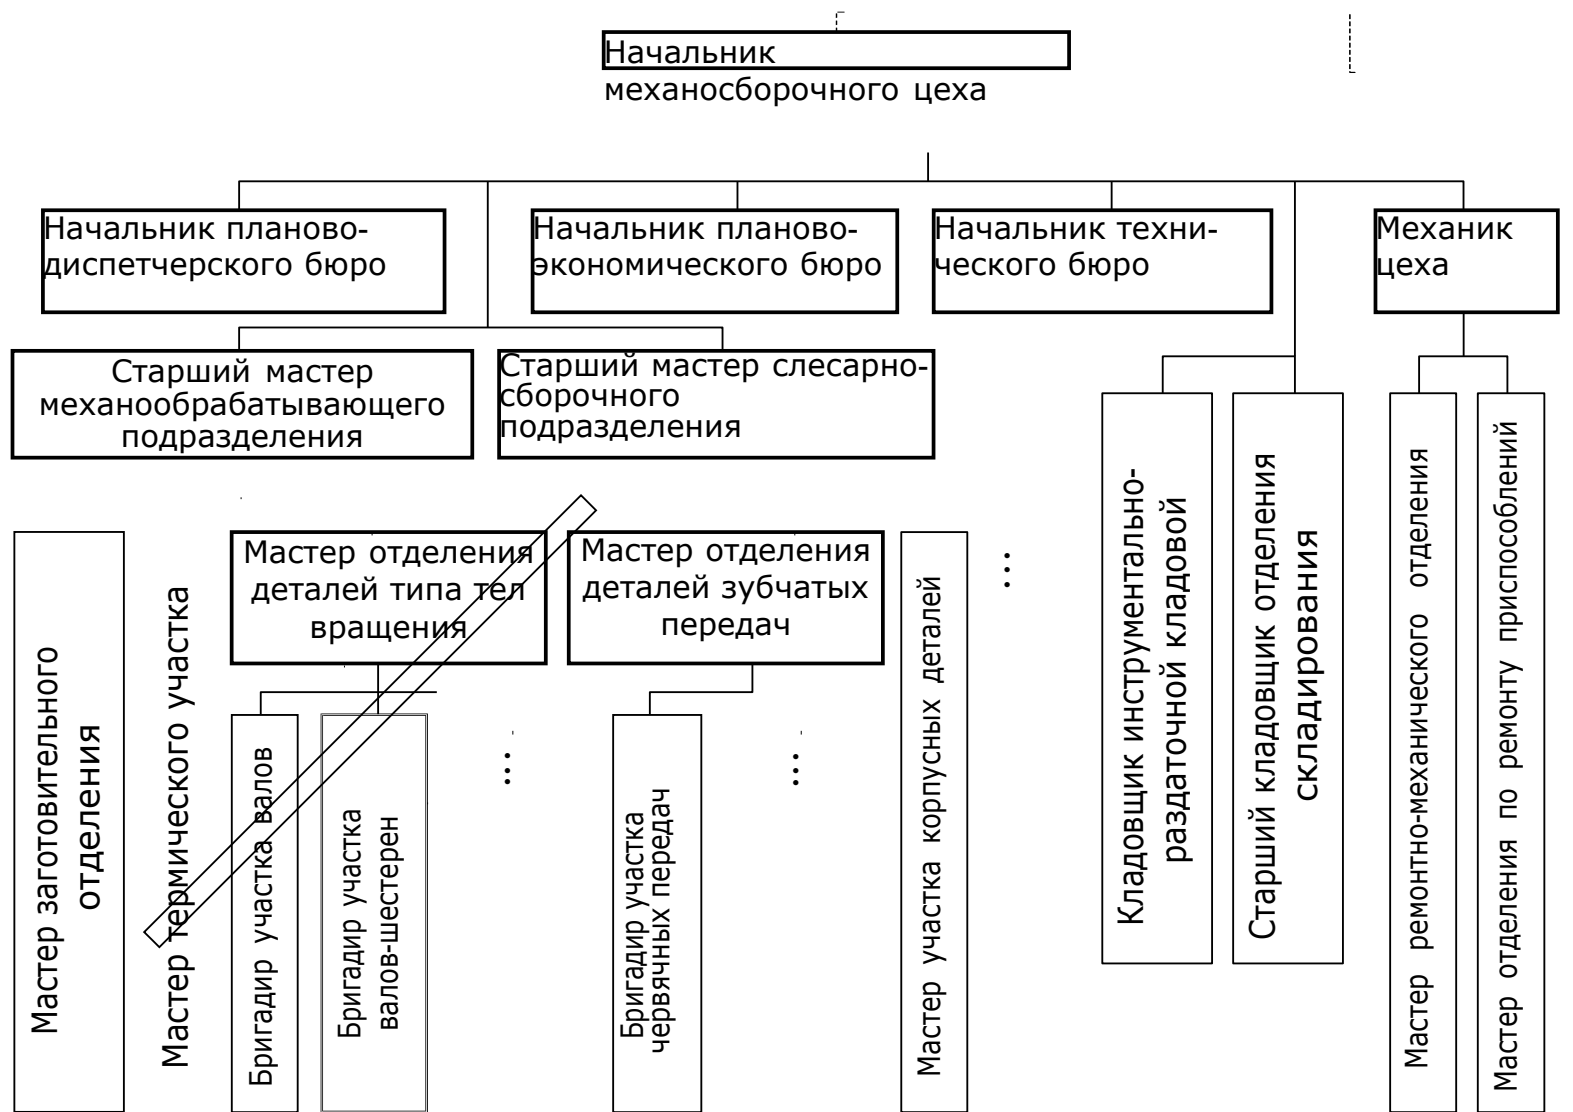 Начальник
механосборочного цеха
Начальник планово-
диспетчерского бюро
Начальник планово-
экономического бюро
Начальник техни-
ческого бюро
Механик
цеха
Старший мастер
механообрабатывающего
подразделения
Старший мастер слесарно-
сборочного
подразделения
Мастер заготовительного
отделения
Мастер термического участка
Мастер отделения
деталей типа тел
вращения
Мастер отделения
деталей зубчатых
передач
Бригадир участка валов
Бригадир участка
валов-шестерен
...
Бригадир участка
червячных передач
...
Мастер участка корпусных деталей
...
Кладовщик инструментально-
раздаточной кладовой
Старший кладовщик отделения
складирования
Мастер ремонтно-механического отделения
Мастер отделения по ремонту приспособлений